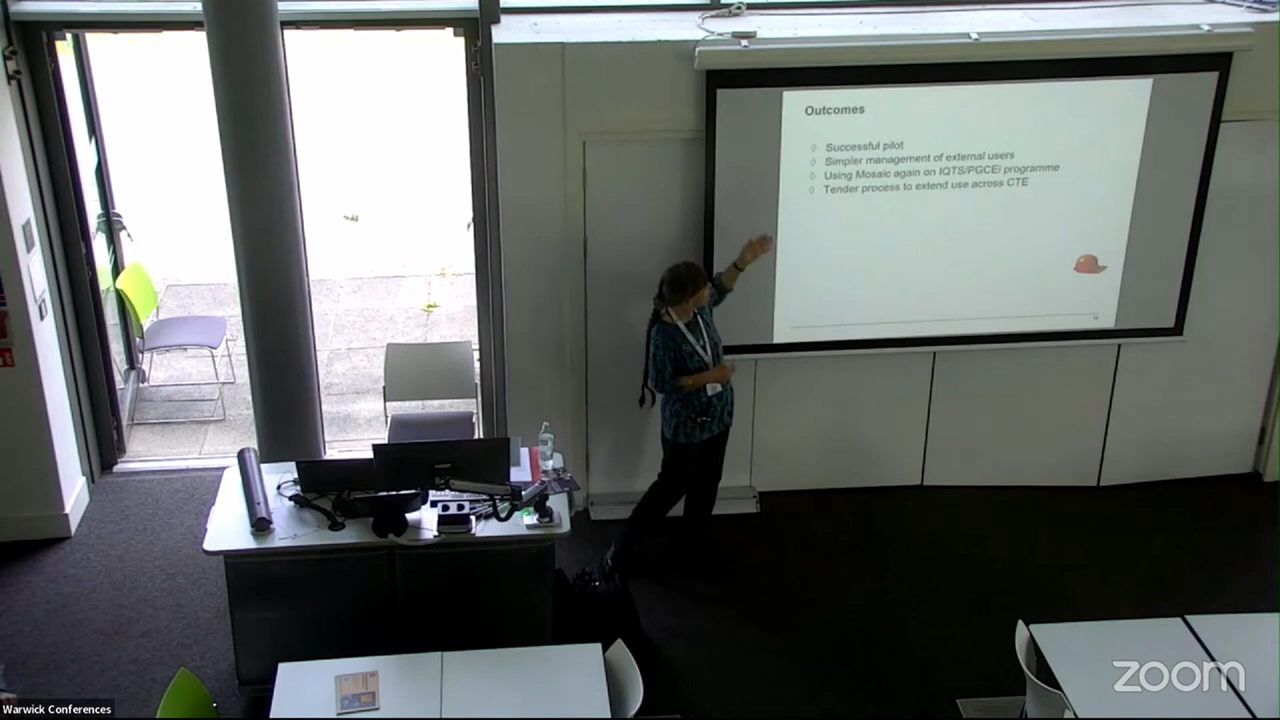 Outcomes
Successful pilot
Simpler management of external users
Using Mosaic again on IQTS/PGCEi programme
Tender process to extend use across CTE
zoom
Warwick Conferences